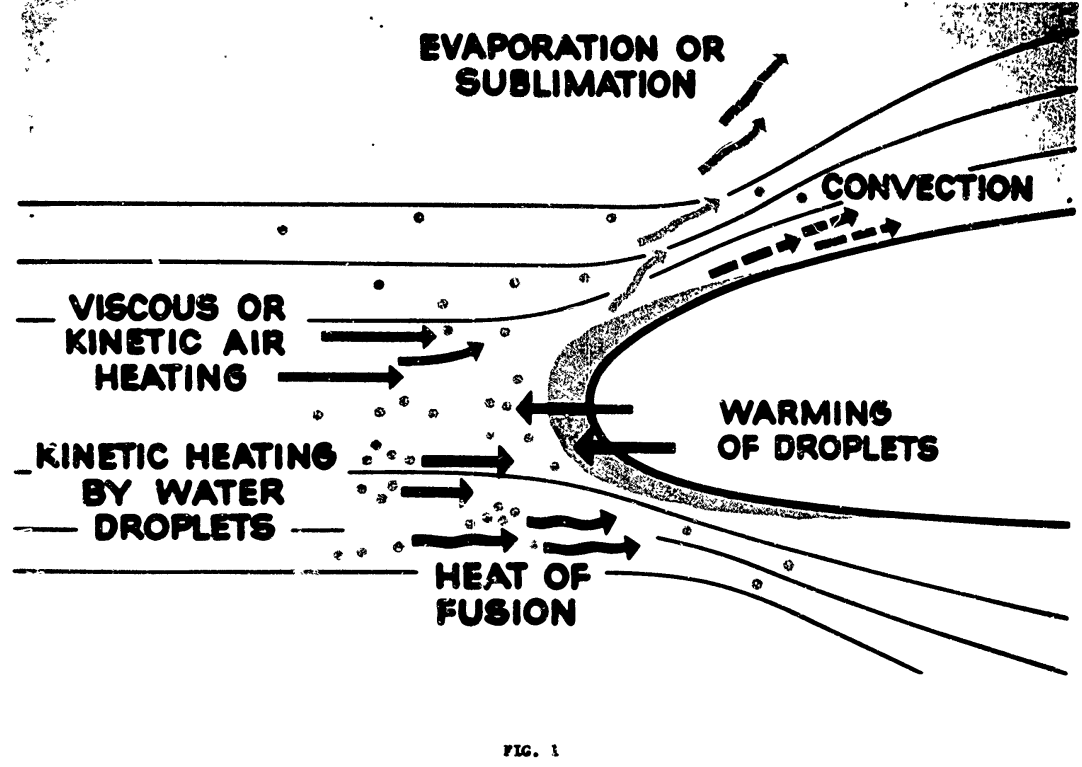 EVAPORATION OR
SUBLIMATION
CONVECTION
VISCOUS OR
KINETIC AIR
HEATING
WARMING
OF DROPLETS
KINETIC HEATING
BY WATER
DROPLETS
HEAT OF
FUSION
FIG. 1